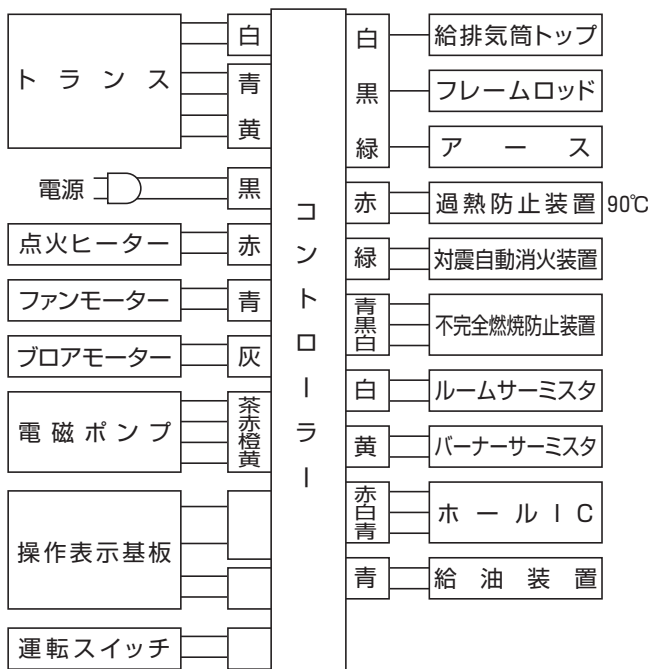 トランス
白
青
黄
電源
黒
点火ヒーター
赤
ファンモーター
青
ブロアモーター
灰
電磁ポンプ
茶
赤
橙
黄
操作表示基板
運転スイッチ
コントローラー
白
給排気筒トップ
黒
フレームロッド
緑
アース
赤
過熱防止装置 90℃
緑
対震自動消火装置
青
黒
白
不完全燃焼防止装置
白
ルームサーミスタ
黄
バーナーサーミスタ
赤
白
青
ホールIC
青
給油装置